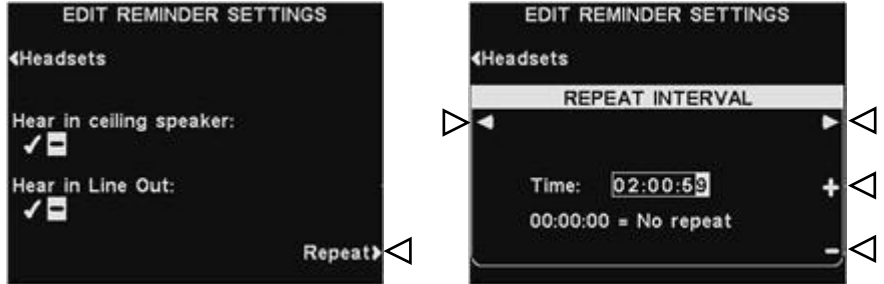 EDIT REMINDER SETTINGS
◀Headsets
Hear in ceiling speaker:
✓ –
Hear in Line Out:
✓ –
Repeat▶
EDIT REMINDER SETTINGS
◀Headsets
REPEAT INTERVAL
◀ ▶
Time: 02:00:59 +
00:00:00 = No repeat
–